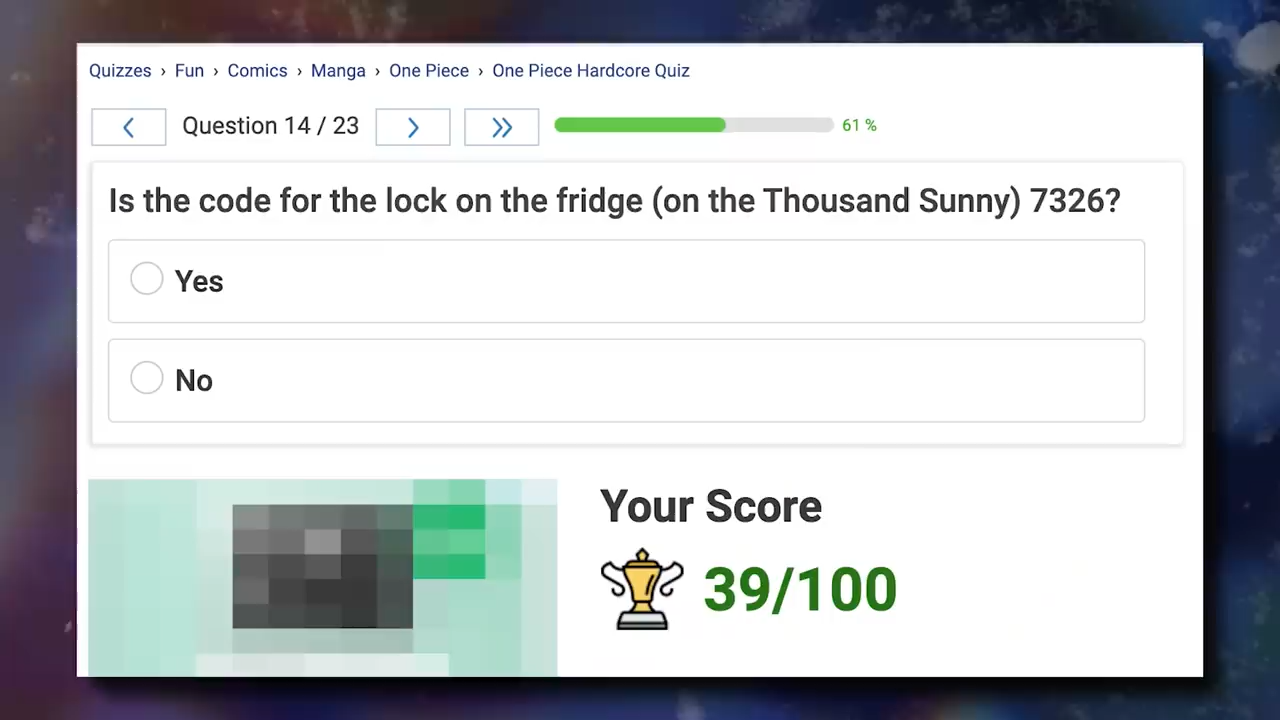 Quizzes › Fun › Comics › Manga › One Piece › One Piece Hardcore Quiz
Question 14 / 23
61 %
Is the code for the lock on the fridge (on the Thousand Sunny) 7326?
Yes
No
Your Score
39/100